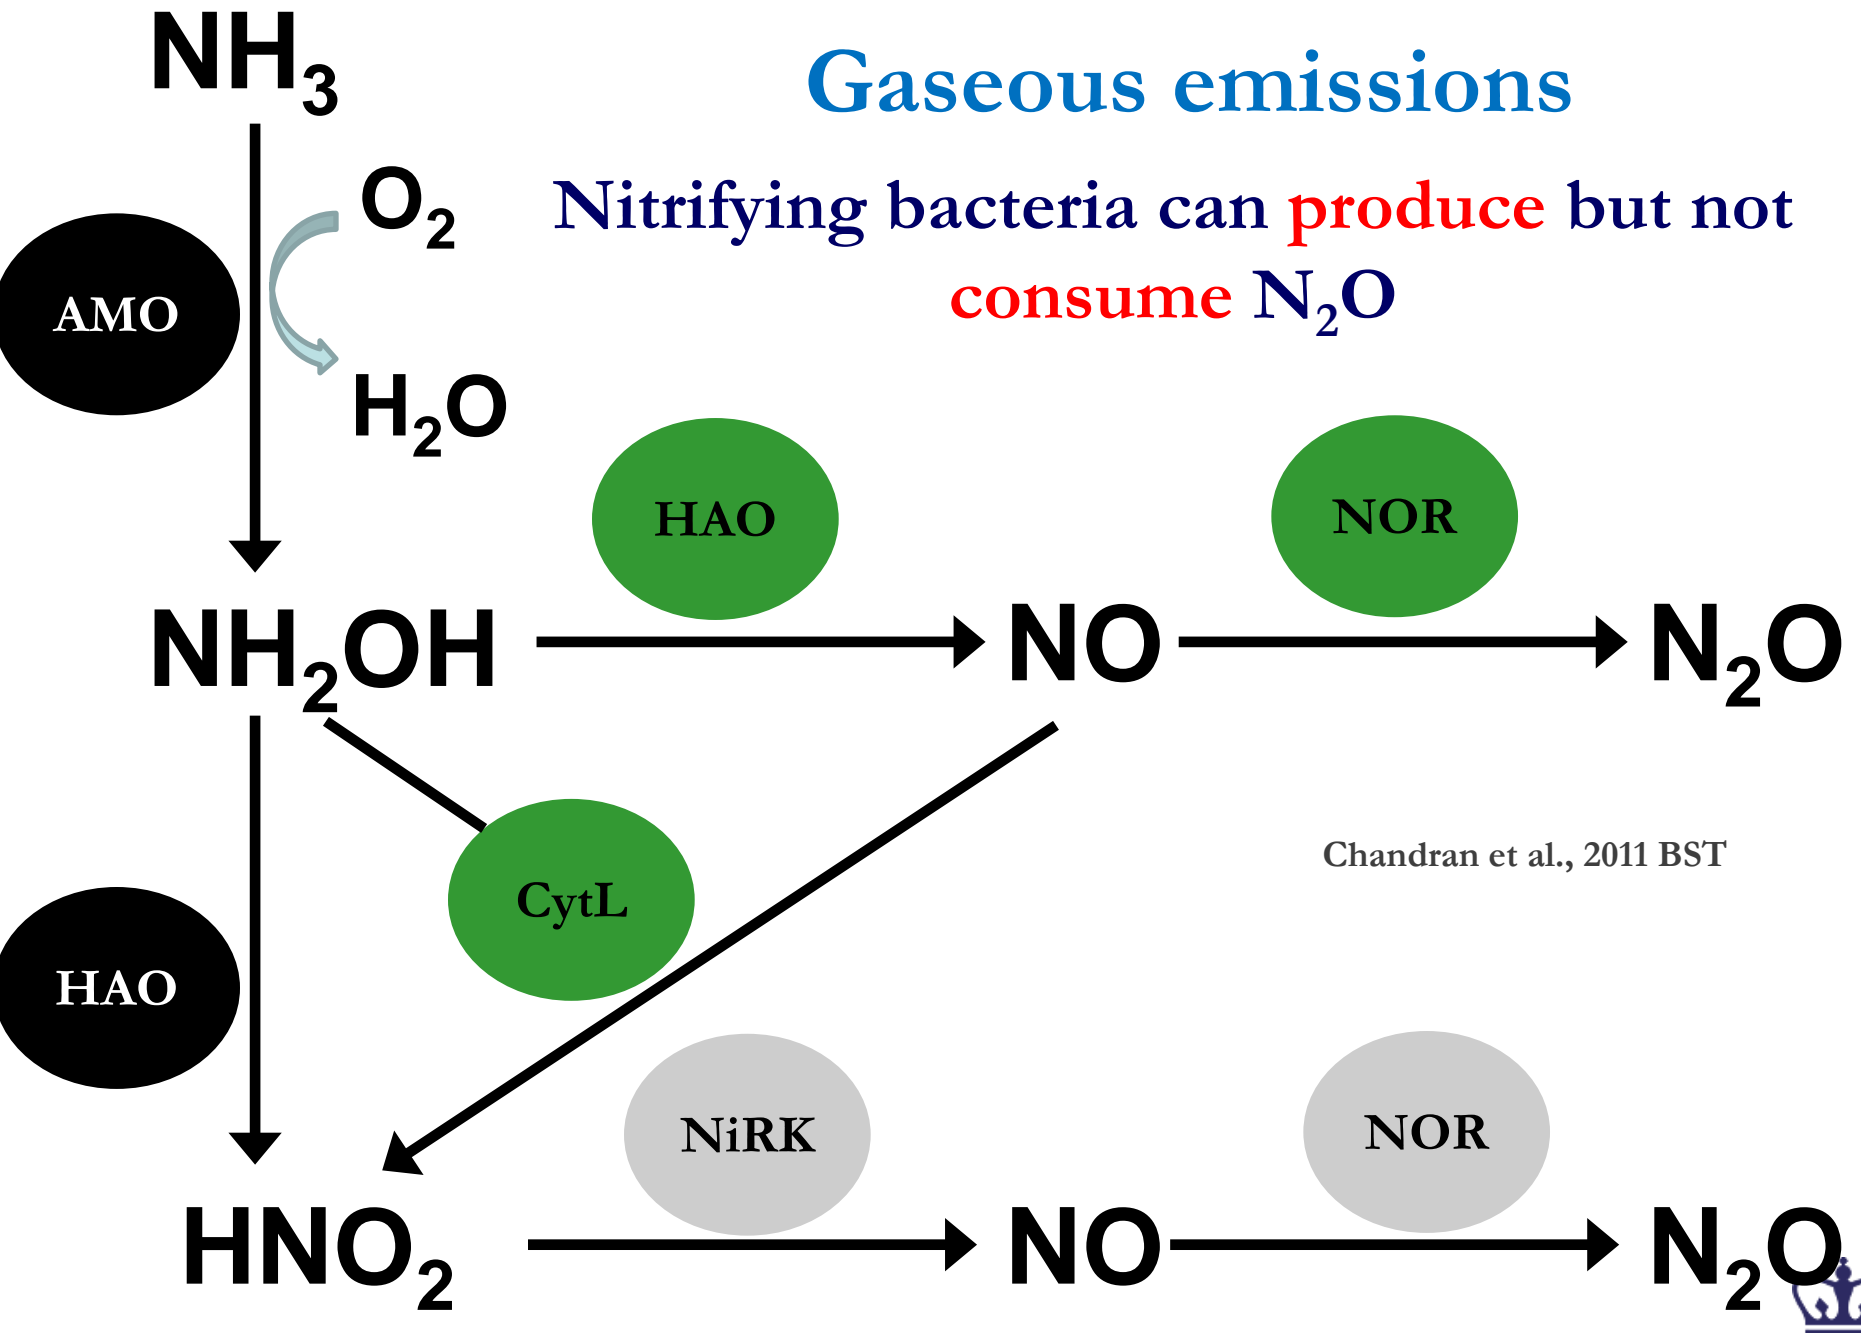 NH₃
Gaseous emissions
O₂
Nitrifying bacteria can produce but not
consume N₂O
AMO
H₂O
HAO
NOR
NH₂OH
NO
N₂O
Chandran et al., 2011 BST
CytL
HAO
NiRK
NOR
HNO₂
NO
N₂O